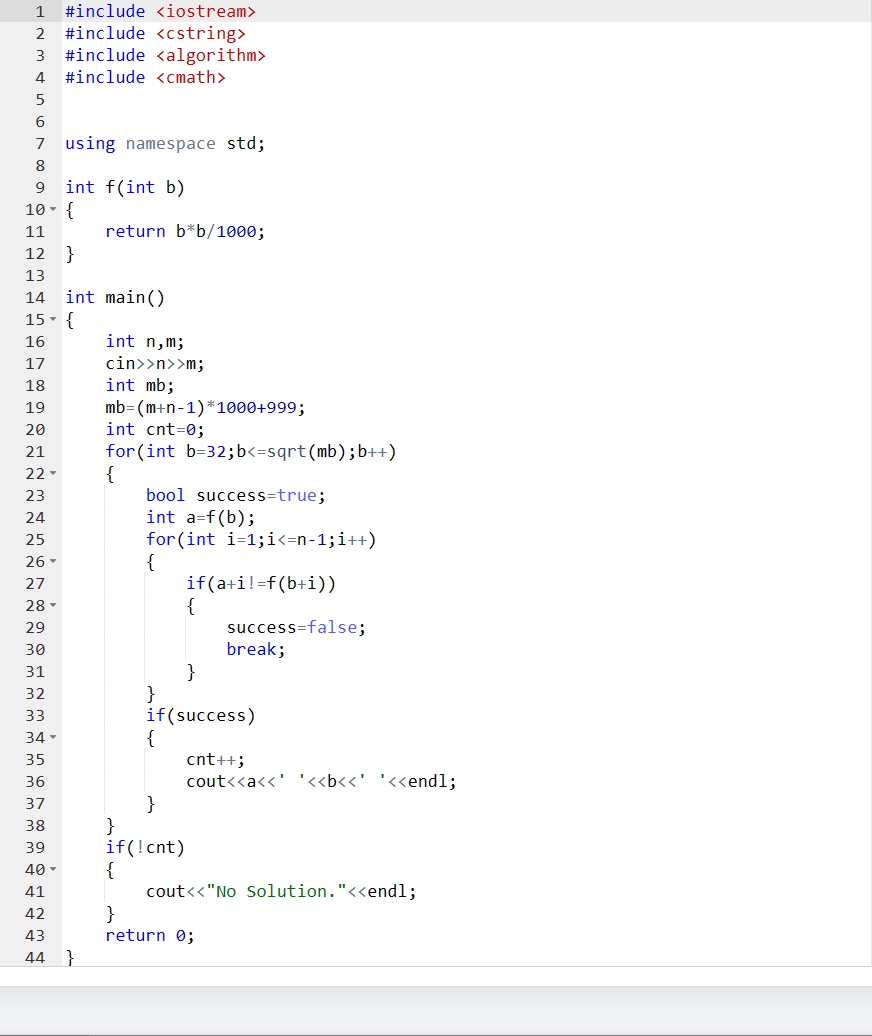 1 #include <iostream>
2 #include <cstring>
3 #include <algorithm>
4 #include <cmath>
5
6
7 using namespace std;
8
9 int f(int b)
10 {
11     return b*b/1000;
12 }
13
14 int main()
15 {
16     int n,m;
17     cin>>n>>m;
18     int mb;
19     mb=(m+n-1)*1000+999;
20     int cnt=0;
21     for(int b=32;b<=sqrt(mb);b++)
22     {
23         bool success=true;
24         int a=f(b);
25         for(int i=1;i<=n-1;i++)
26         {
27             if(a+i!=f(b+i))
28             {
29                 success=false;
30                 break;
31             }
32         }
33         if(success)
34         {
35             cnt++;
36             cout<<a<<' '<<b<<' '<<endl;
37         }
38     }
39     if(!cnt)
40     {
41         cout<<"No Solution."<<endl;
42     }
43     return 0;
44 }